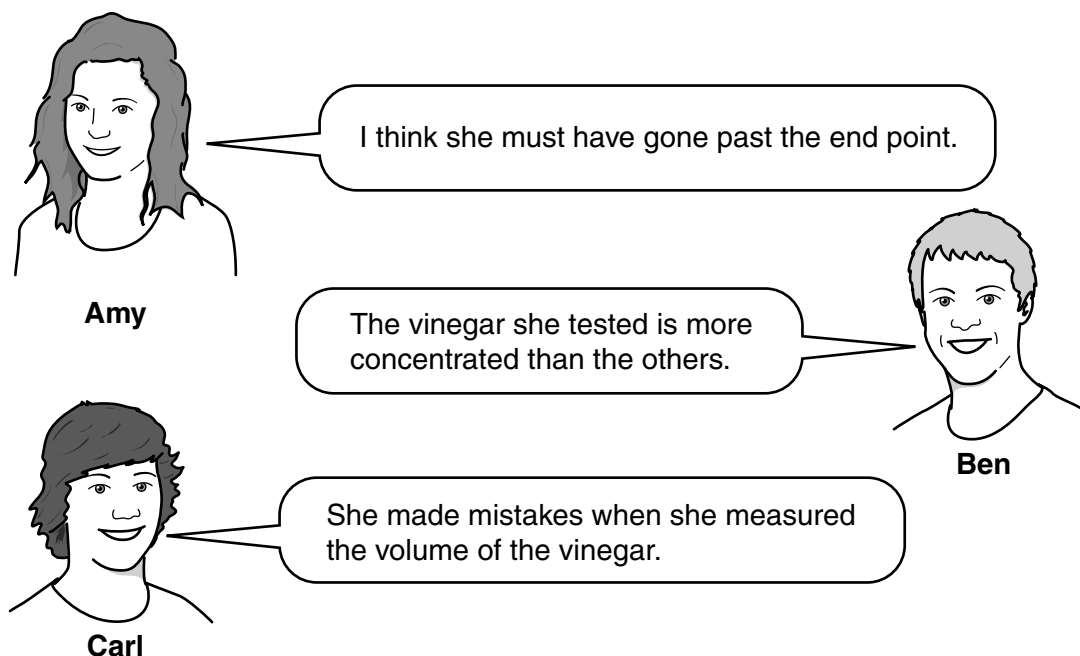 I think she must have gone past the end point.
Amy
The vinegar she tested is more
concentrated than the others.
Ben
She made mistakes when she measured
the volume of the vinegar.
Carl